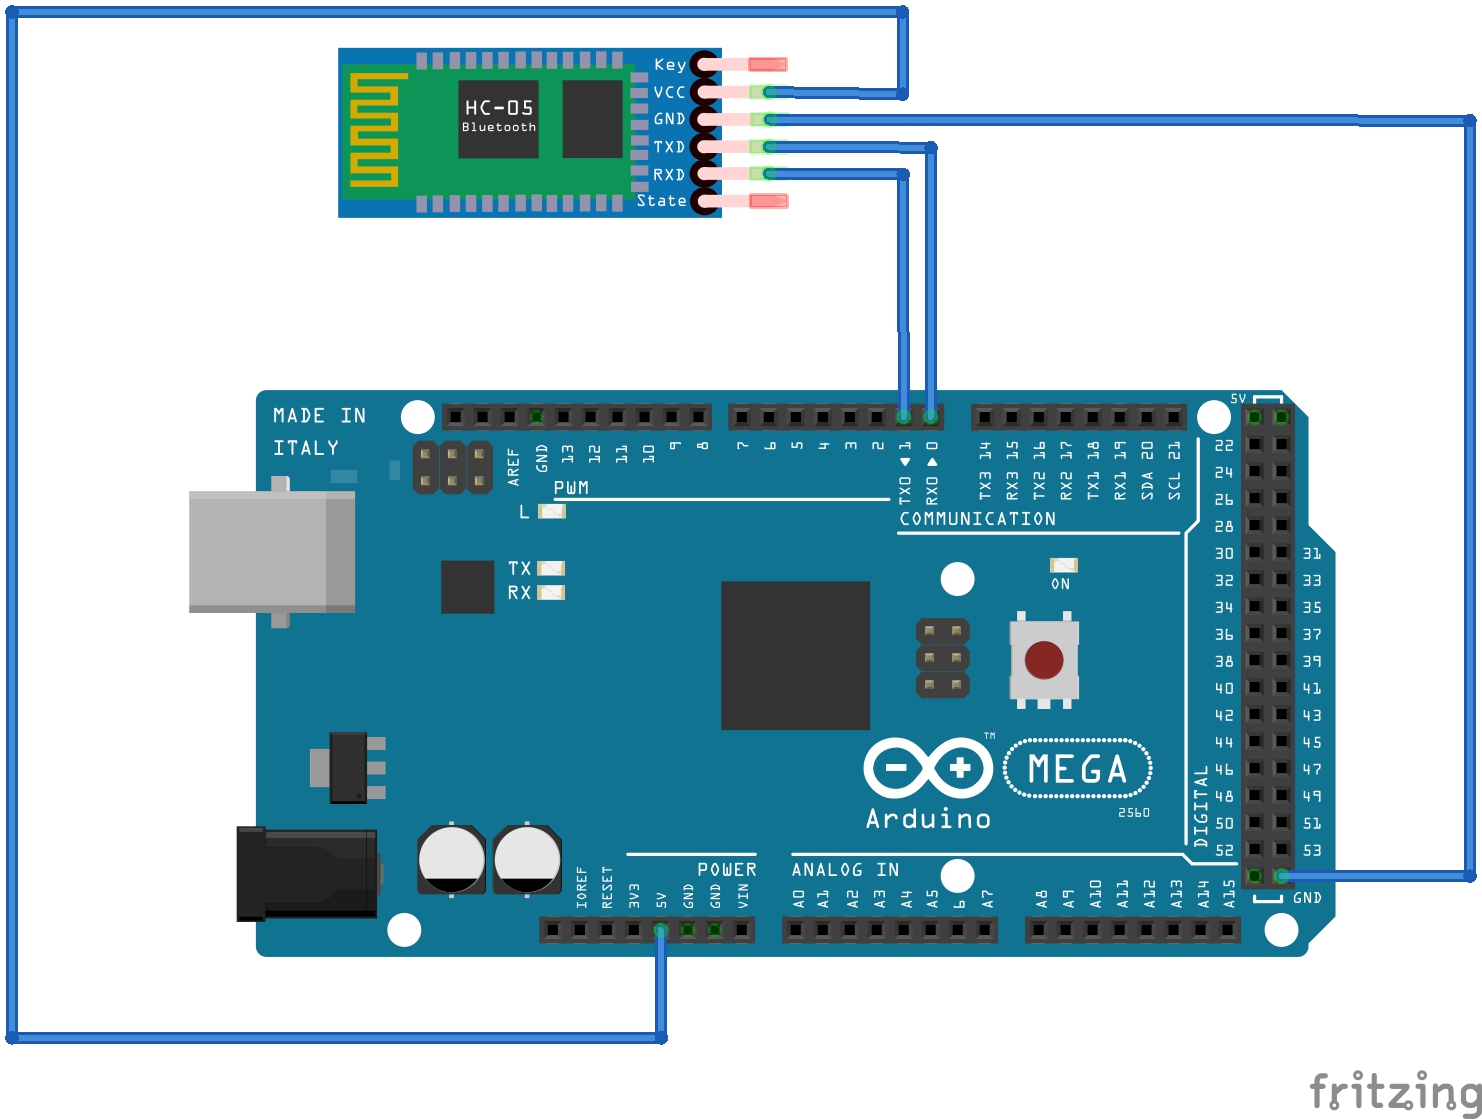 Key
VCC
HC-05
Bluetooth
GND
TXD
RXD
State
MADE IN
ITALY
AREF
GND
13
12
11
10
9
8
7
6
5
4
3
2
TX0 ▶ 1
RX0 ◀ 0
TX3 14
RX3 15
TX2 16
RX2 17
TX1 18
RX1 19
SDA 20
SCL 21
PWM
COMMUNICATION
L
TX
RX
ON
5V
22
24
26
28
30 31
32 33
34 35
36 37
38 39
40 41
42 43
44 45
46 47
48 49
50 51
52 53
GND
DIGITAL
Arduino
TM
MEGA
2560
POWER
ANALOG IN
IOREF
RESET
3V3
5V
GND
GND
VIN
A0
A1
A2
A3
A4
A5
6
A7
A8
A9
A10
A11
A12
A13
A14
A15
fritzing